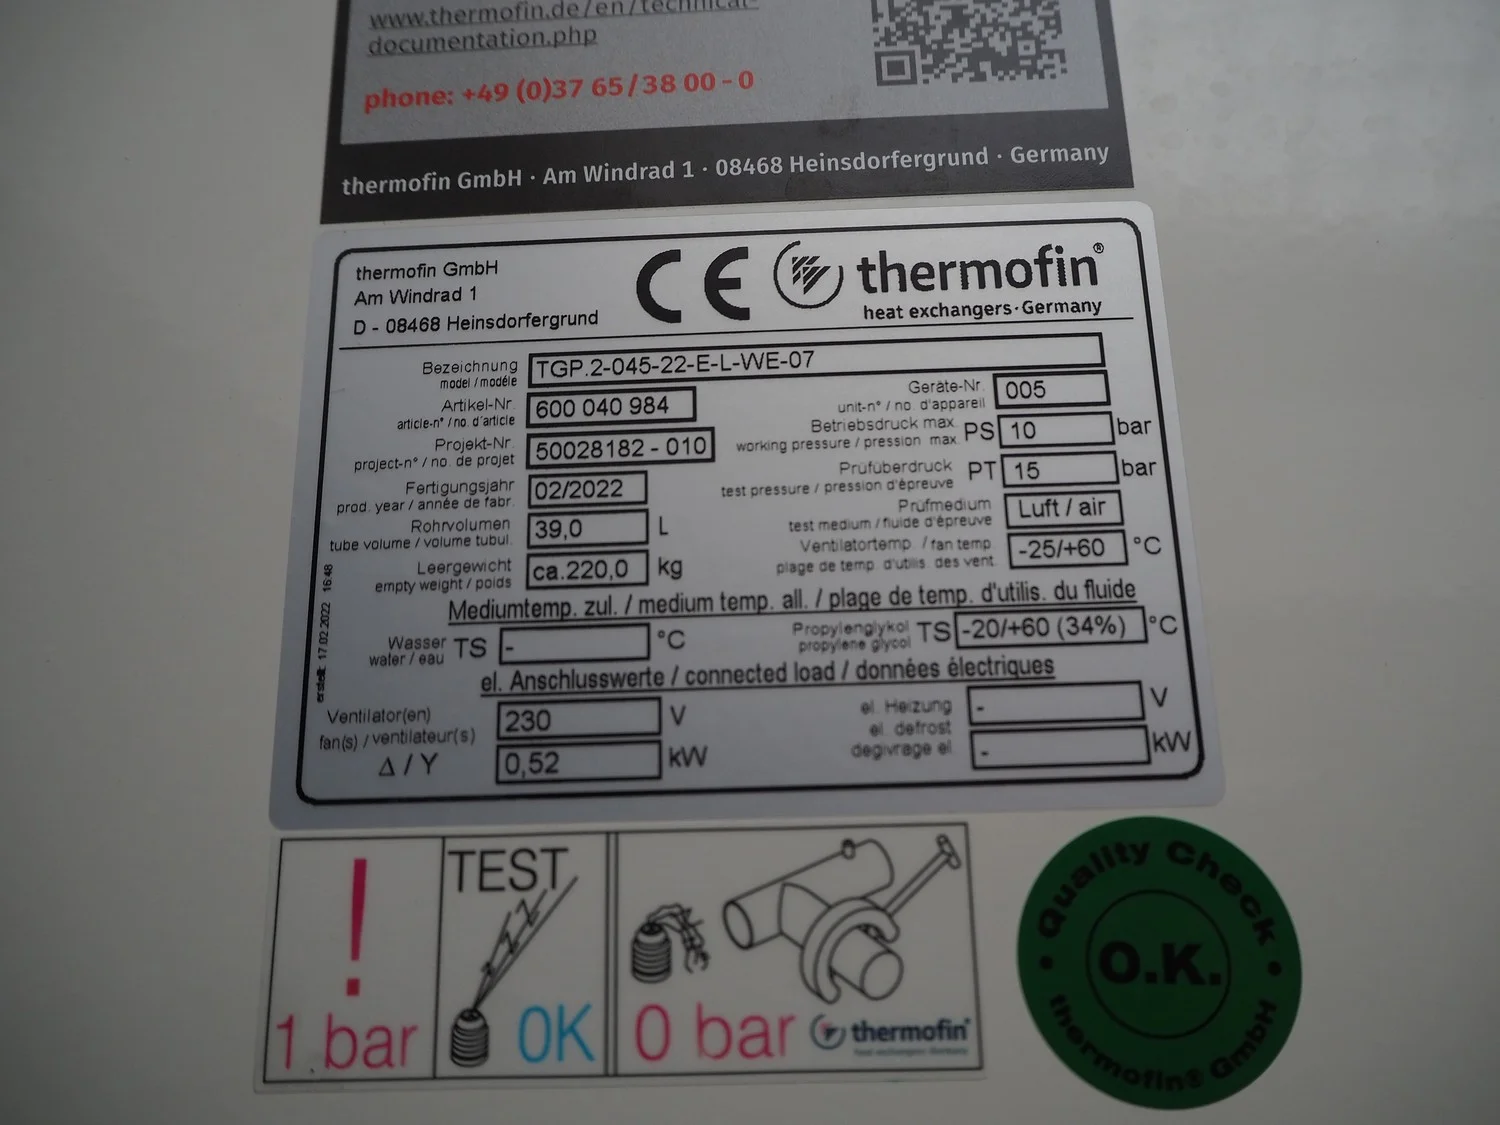 www.thermofin.de/en/technical-
documentation.php
phone: +49 (0)37 65/38 00-0
thermofin GmbH · Am Windrad 1 · 08468 Heinsdorfergrund · Germany
thermofin GmbH
Am Windrad 1
D - 08468 Heinsdorfergrund
CE
thermofin®
heat exchangers·Germany
Bezeichnung
model / modéle
TGP.2-045-22-E-L-WE-07
Artikel-Nr.
article-n° / no. d'article
600 040 984
Geräte-Nr.
unit-n° / no. d'appareil
005
Projekt-Nr.
project-n° / no. de projet
50028182 - 010
Betriebsdruck max.
working pressure / pression max.
PS 10 bar
Fertigungsjahr
prod. year / année de fabr.
02/2022
Prüfüberdruck
test pressure / pression d'épreuve
PT 15 bar
Rohrvolumen
tube volume / volume tubul.
39,0 L
Prüfmedium
test medium / fluide d'épreuve
Luft / air
Leergewicht
empty weight / poids
ca.220,0 kg
Ventilatortemp. / fan temp.
plage de temp. d'utilis. des vent.
-25/+60 °C
erstellt: 17.02.2022 16:48
Mediumtemp. zul. / medium temp. all. / plage de temp. d'utilis. du fluide
Wasser
water / eau
TS - °C
Propylenglykol
propylene glycol
TS -20/+60 (34%) °C
el. Anschlusswerte / connected load / données électriques
Ventilator(en)
fan(s) / ventilateur(s)
Δ / Y
230 V
0,52 kW
el. Heizung
el. defrost
degivrage el.
- V
- kW
!
1 bar
TEST
OK
0 bar
thermofin®
heat exchangers·Germany
• Quality Check •
O.K.
thermofin® GmbH